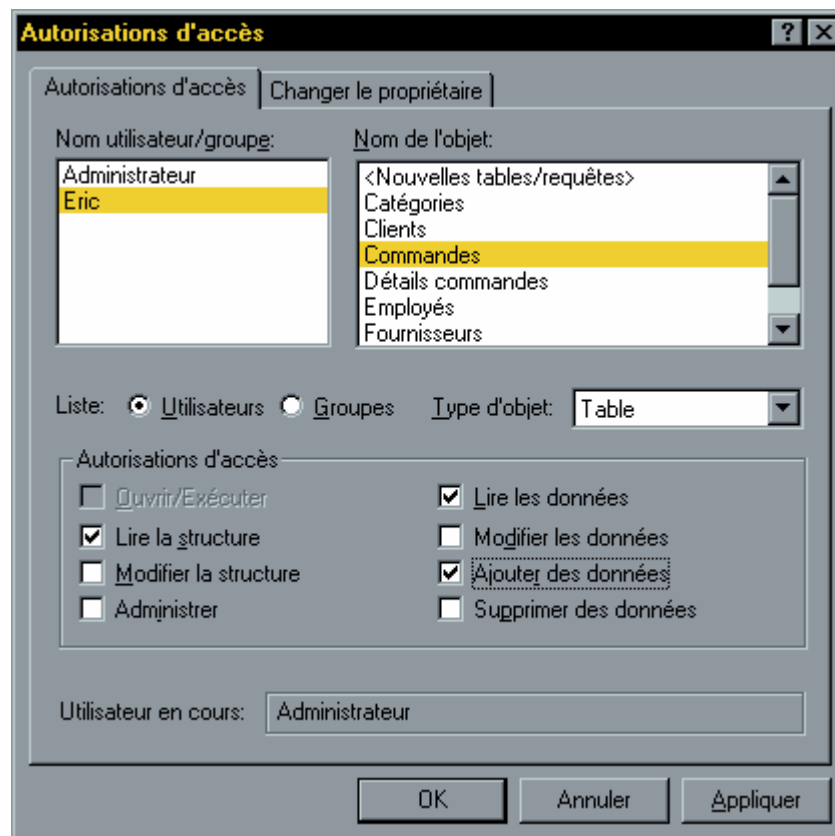 Autorisations d'accès
Autorisations d'accès
Changer le propriétaire
Nom utilisateur/groupe:
Administrateur
Eric
Nom de l'objet:
<Nouvelles tables/requêtes>
Catégories
Clients
Commandes
Détails commandes
Employés
Fournisseurs
Liste: Utilisateurs Groupes Type d'objet: Table
Autorisations d'accès
Ouvrir/Exécuter
Lire la structure
Modifier la structure
Administrer
Lire les données
Modifier les données
Ajouter des données
Supprimer des données
Utilisateur en cours: Administrateur
OK Annuler Appliquer